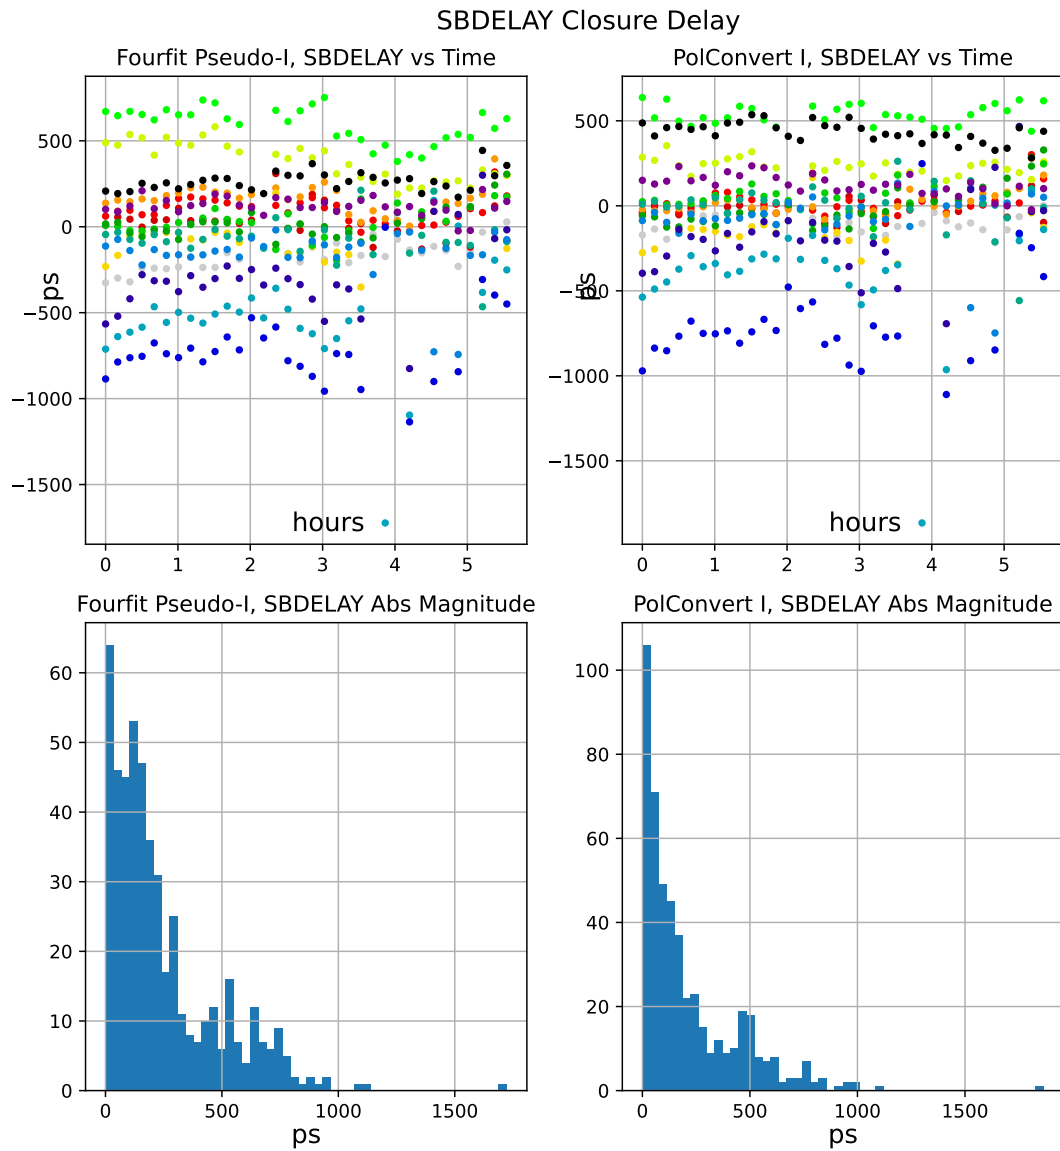 SBDELAY Closure Delay
Fourfit Pseudo-I, SBDELAY vs Time
PolConvert I, SBDELAY vs Time
500
0
−500
−1000
−1500
ps
0 1 2 3 4 5
hours
500
0
−500
−1000
−1500
ps
0 1 2 3 4 5
hours
Fourfit Pseudo-I, SBDELAY Abs Magnitude
PolConvert I, SBDELAY Abs Magnitude
60
50
40
30
20
10
0
0 500 1000 1500
ps
100
80
60
40
20
0
0 500 1000 1500
ps